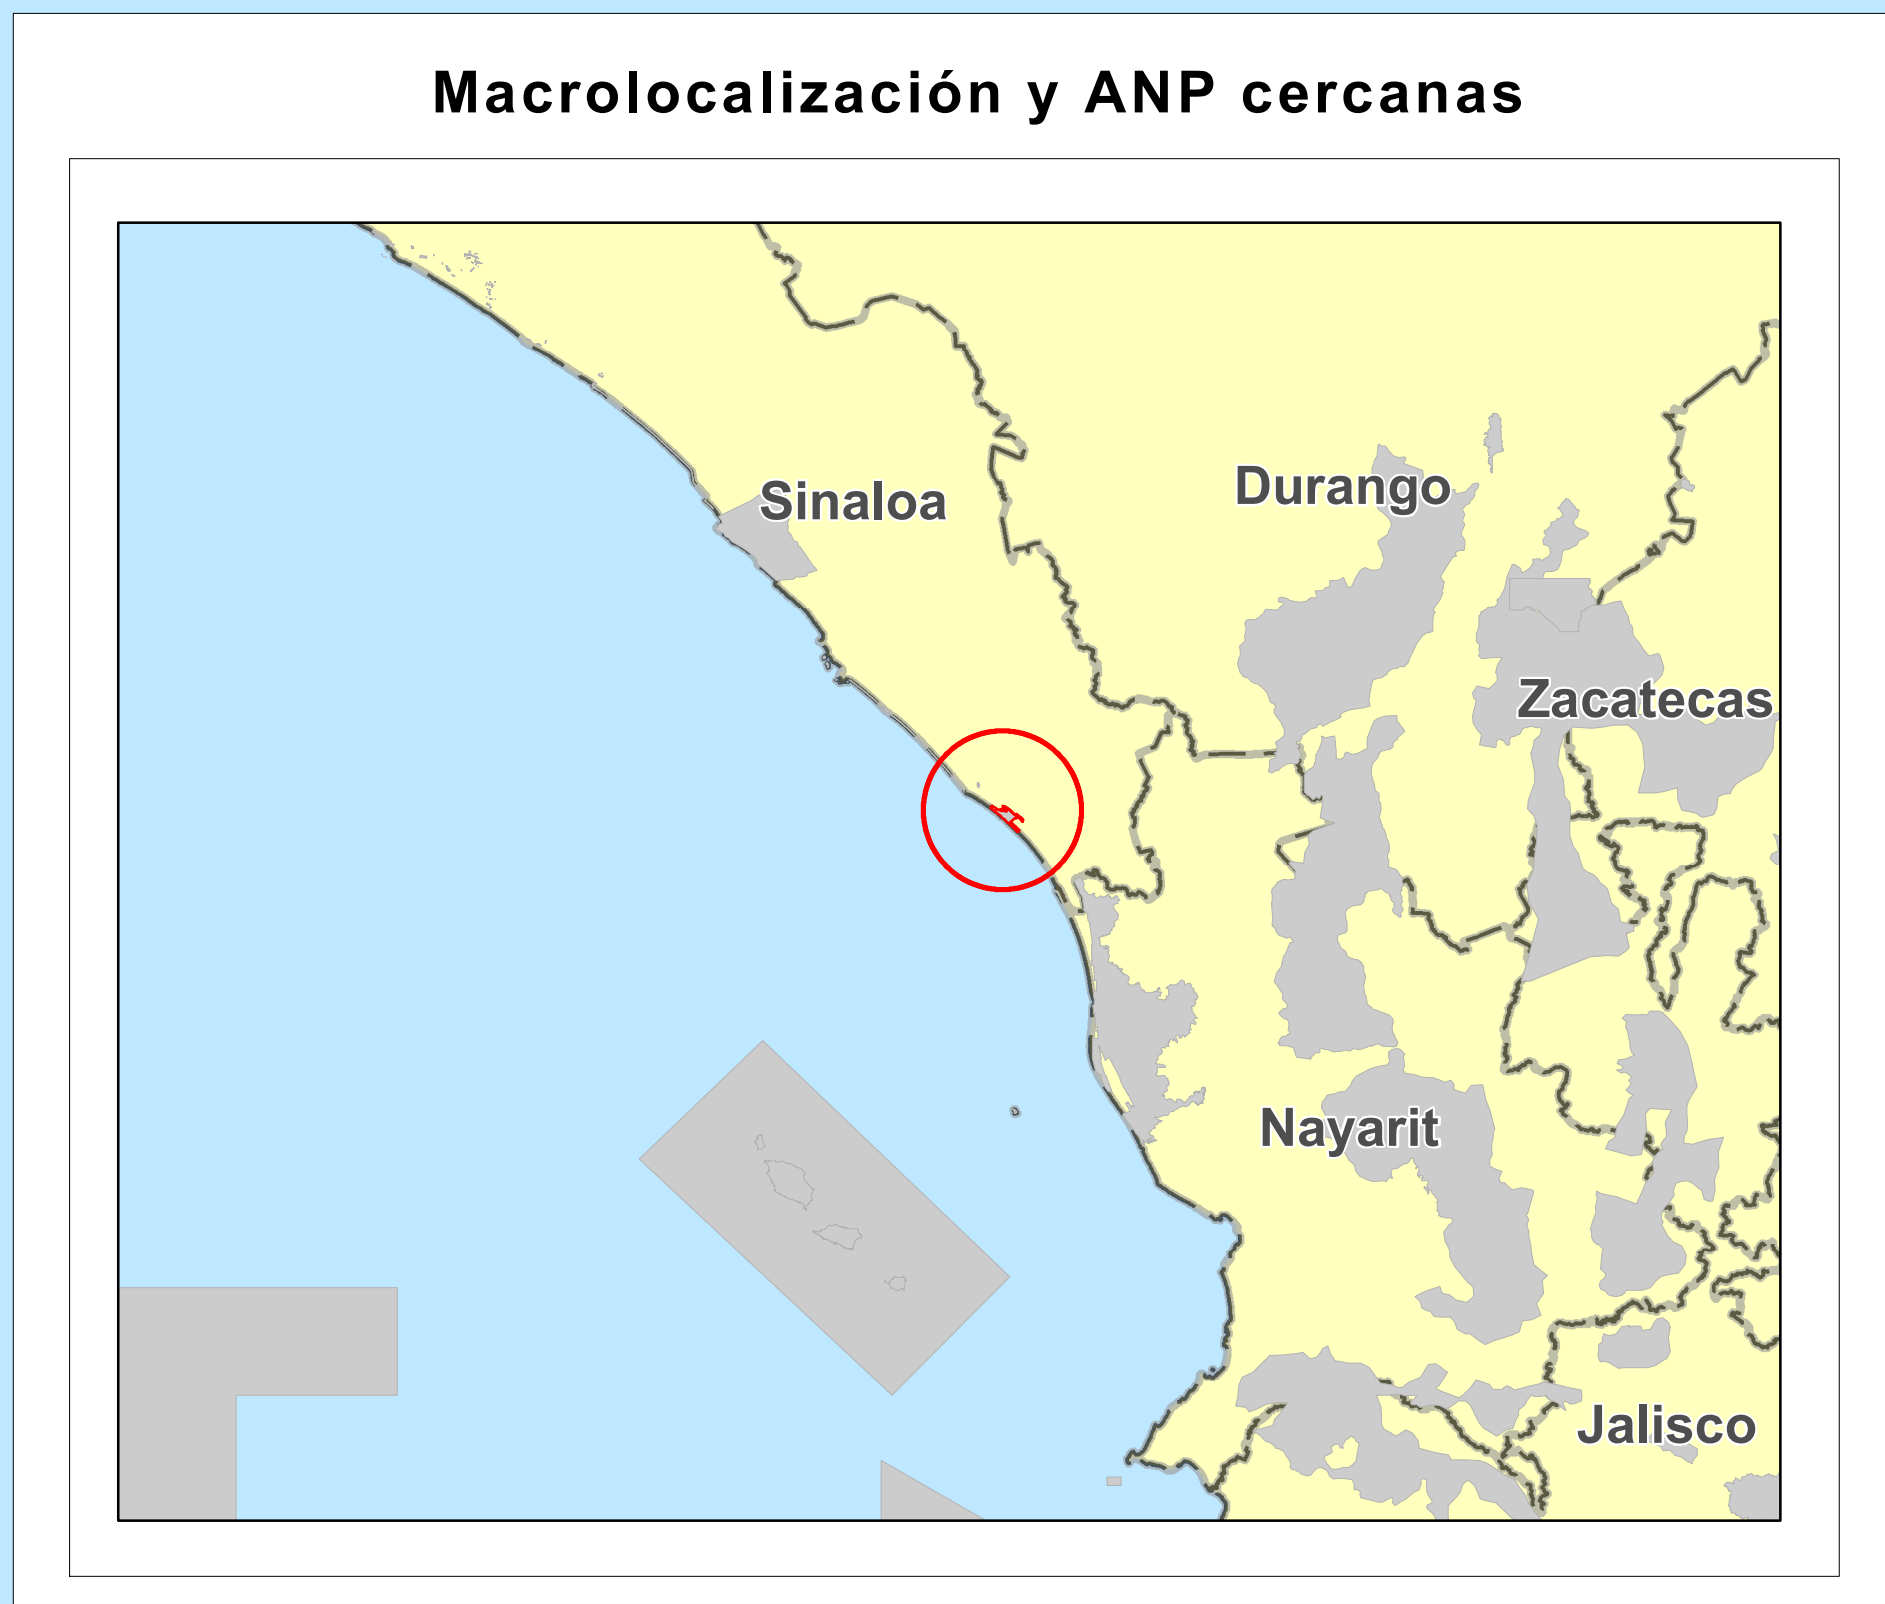 Macrolocalización y ANP cercanas
Sinaloa
Durango
Zacatecas
Nayarit
Jalisco